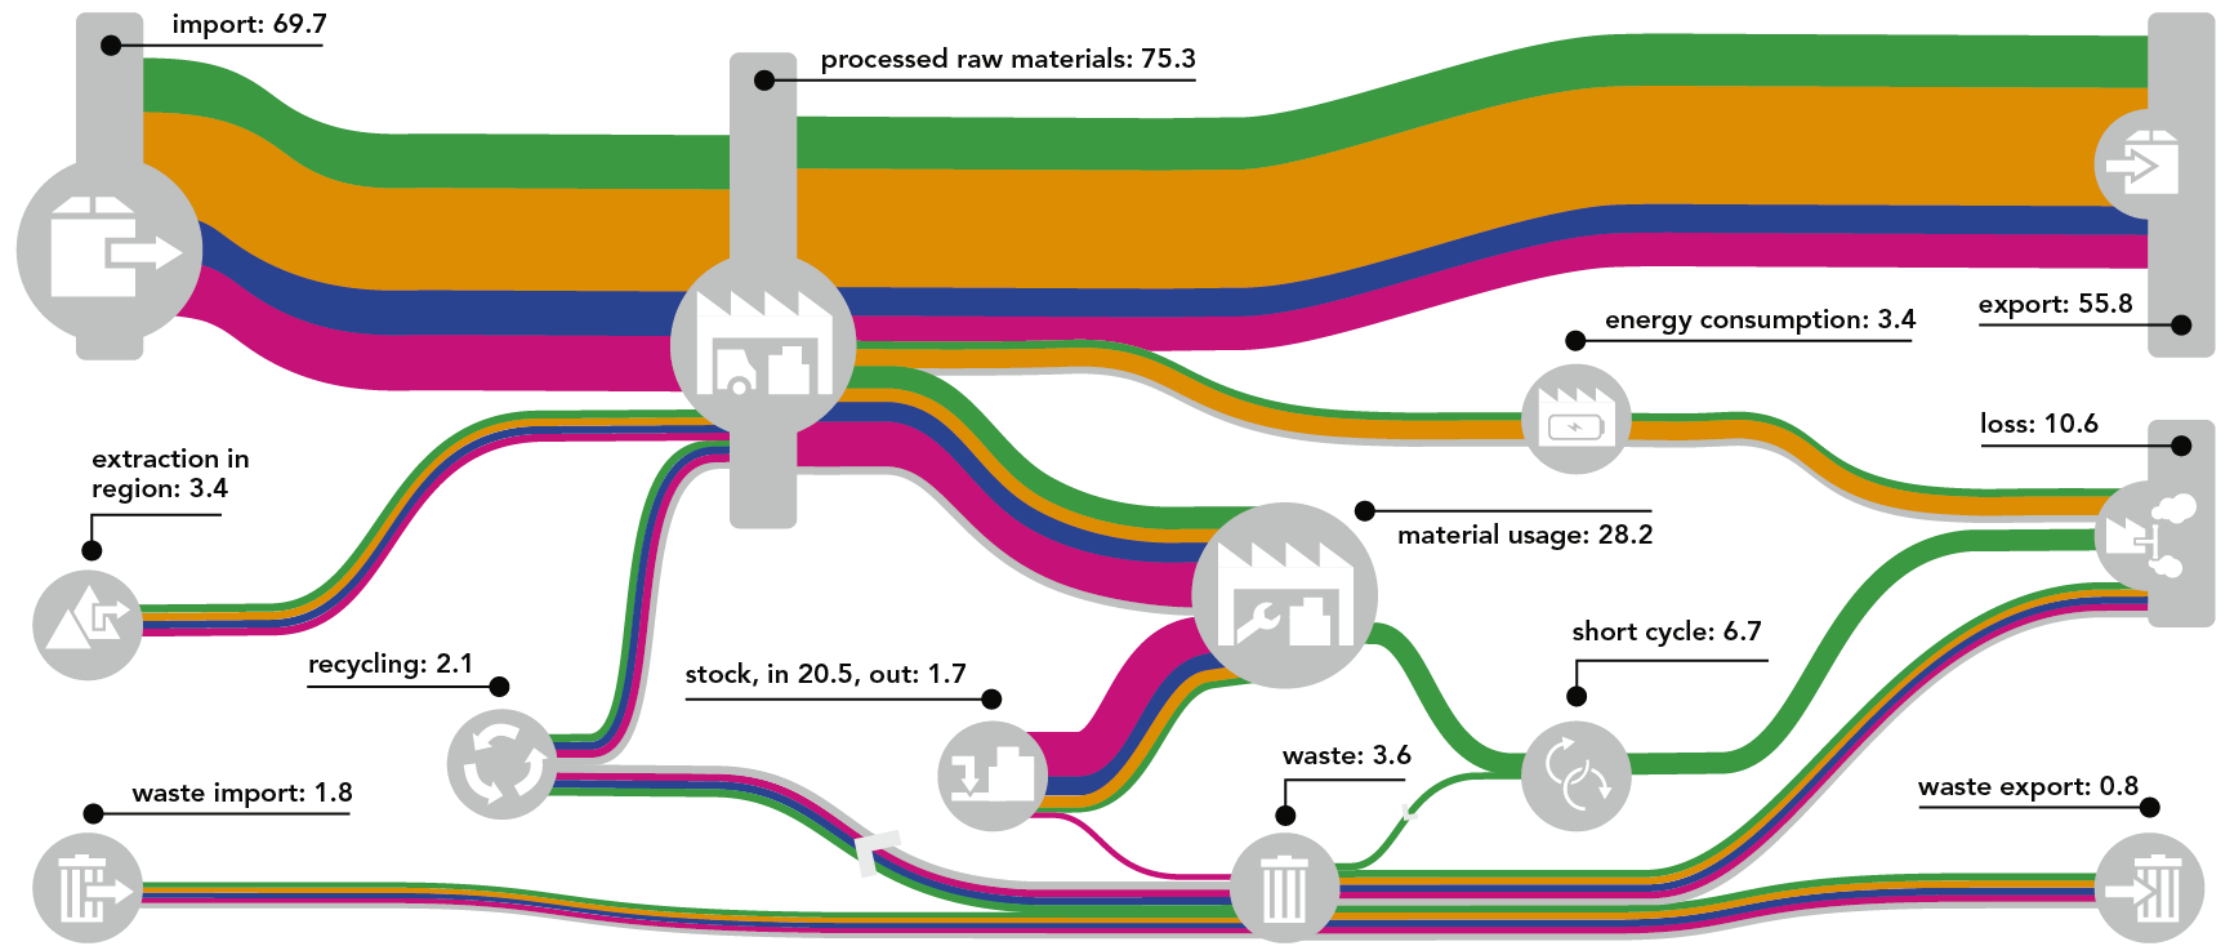 import: 69.7
processed raw materials: 75.3
export: 55.8
energy consumption: 3.4
loss: 10.6
extraction in
region: 3.4
material usage: 28.2
short cycle: 6.7
recycling: 2.1
stock, in 20.5, out: 1.7
waste: 3.6
waste import: 1.8
waste export: 0.8